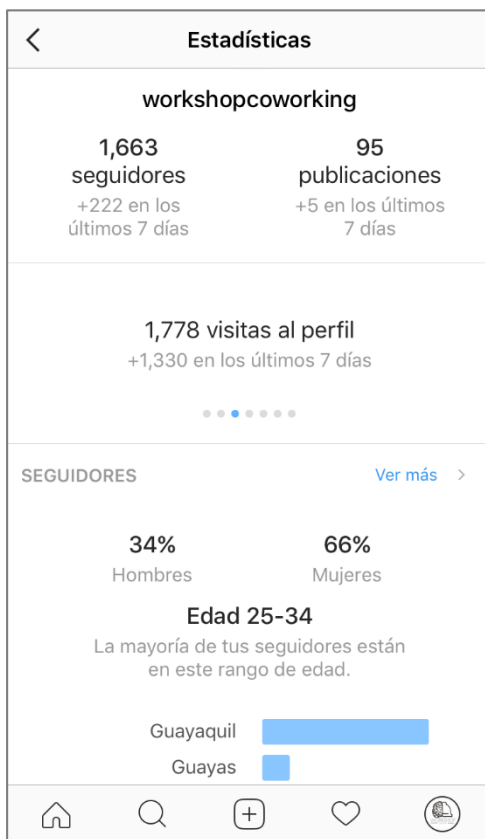 Estadísticas
workshopcoworking
1,663
seguidores
+222 en los
últimos 7 días
95
publicaciones
+5 en los últimos
7 días
1,778 visitas al perfil
+1,330 en los últimos 7 días
SEGUIDORES
Ver más
34%
Hombres
66%
Mujeres
Edad 25-34
La mayoría de tus seguidores están
en este rango de edad.
Guayaquil
Guayas